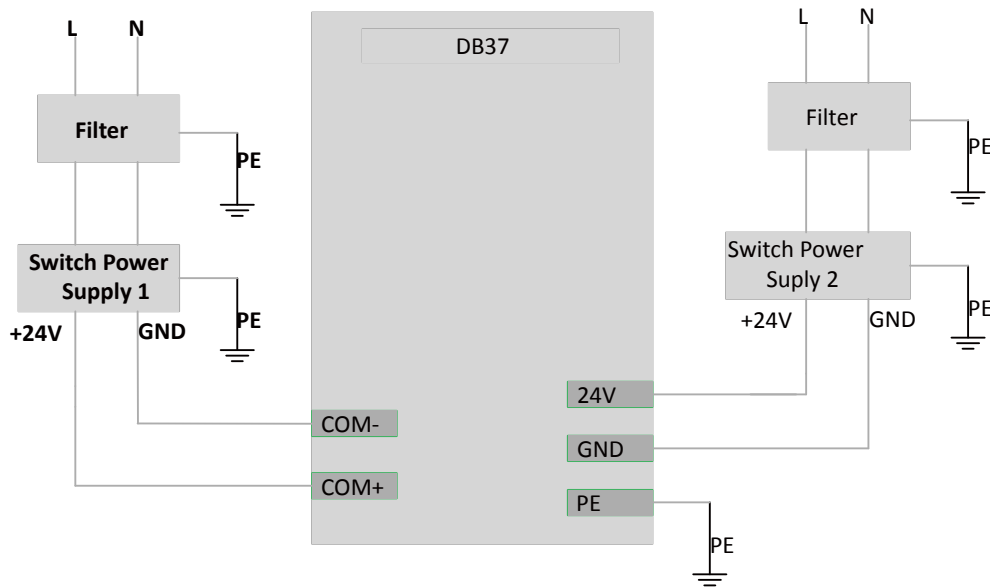 L
N
DB37
L
N
Filter
PE
Filter
PE
Switch Power
Supply 1
PE
Switch Power
Suply 2
PE
+24V
GND
+24V
GND
24V
COM-
GND
COM+
PE
PE